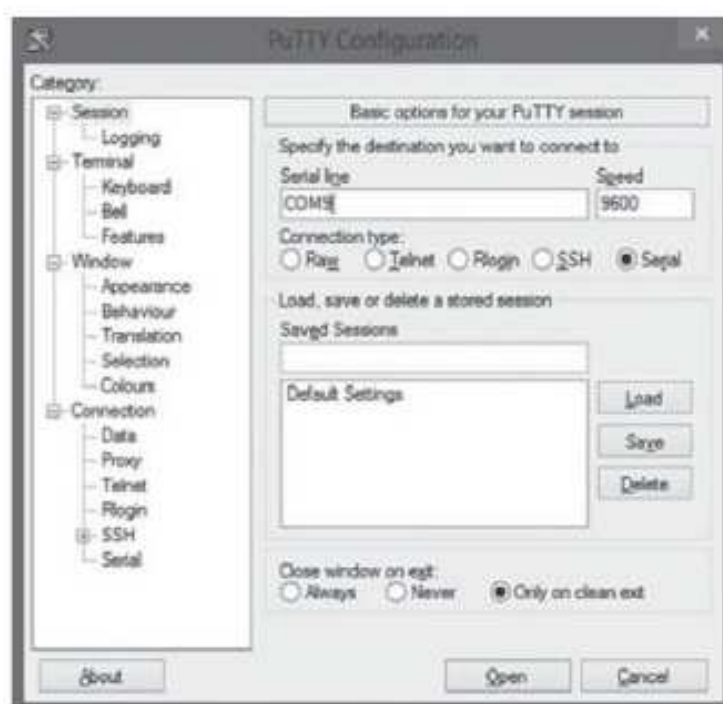 PuTTY Configuration
Category:
Session
Logging
Terminal
Keyboard
Bell
Features
Window
Appearance
Behaviour
Translation
Selection
Colours
Connection
Data
Proxy
Telnet
Rlogin
SSH
Serial
Basic options for your PuTTY session
Specify the destination you want to connect to
Serial line Speed
COM9 9600
Connection type:
Raw Telnet Rlogin SSH Serial
Load, save or delete a stored session
Saved Sessions
Default Settings
Load
Save
Delete
Close window on exit:
Always Never Only on clean exit
About Open Cancel